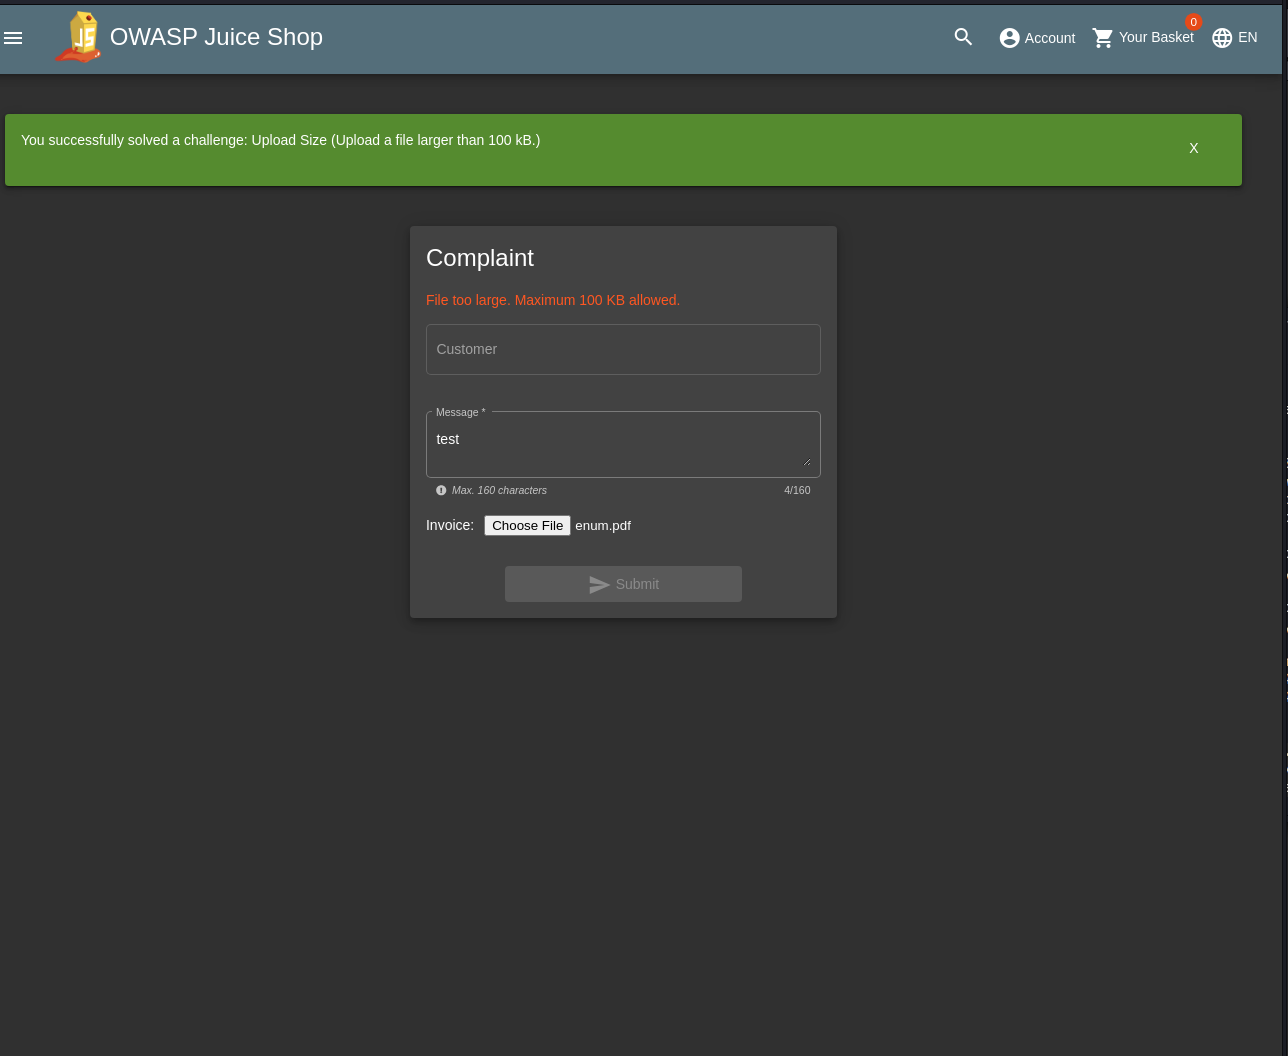 OWASP Juice Shop
Account
Your Basket
0
EN
You successfully solved a challenge: Upload Size (Upload a file larger than 100 kB.)
X
Complaint
File too large. Maximum 100 KB allowed.
Customer
Message *
test
Max. 160 characters
4/160
Invoice: Choose File enum.pdf
Submit